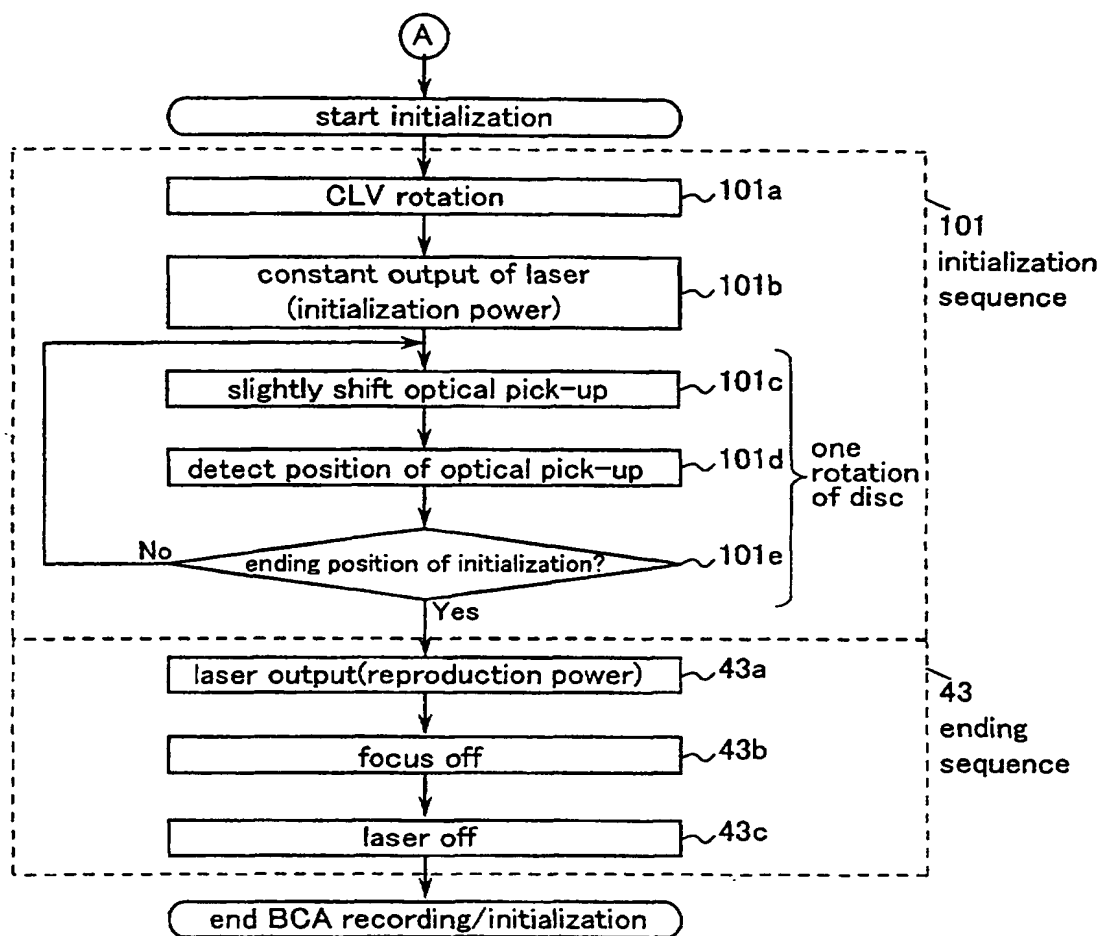 A
start initialization
CLV rotation
101a
101
initialization
sequence
constant output of laser
(initialization power)
101b
slightly shift optical pick-up
101c
detect position of optical pick-up
101d
one
rotation
of disc
No
ending position of initialization?
101e
Yes
laser output(reproduction power)
43a
43
ending
sequence
focus off
43b
laser off
43c
end BCA recording/initialization